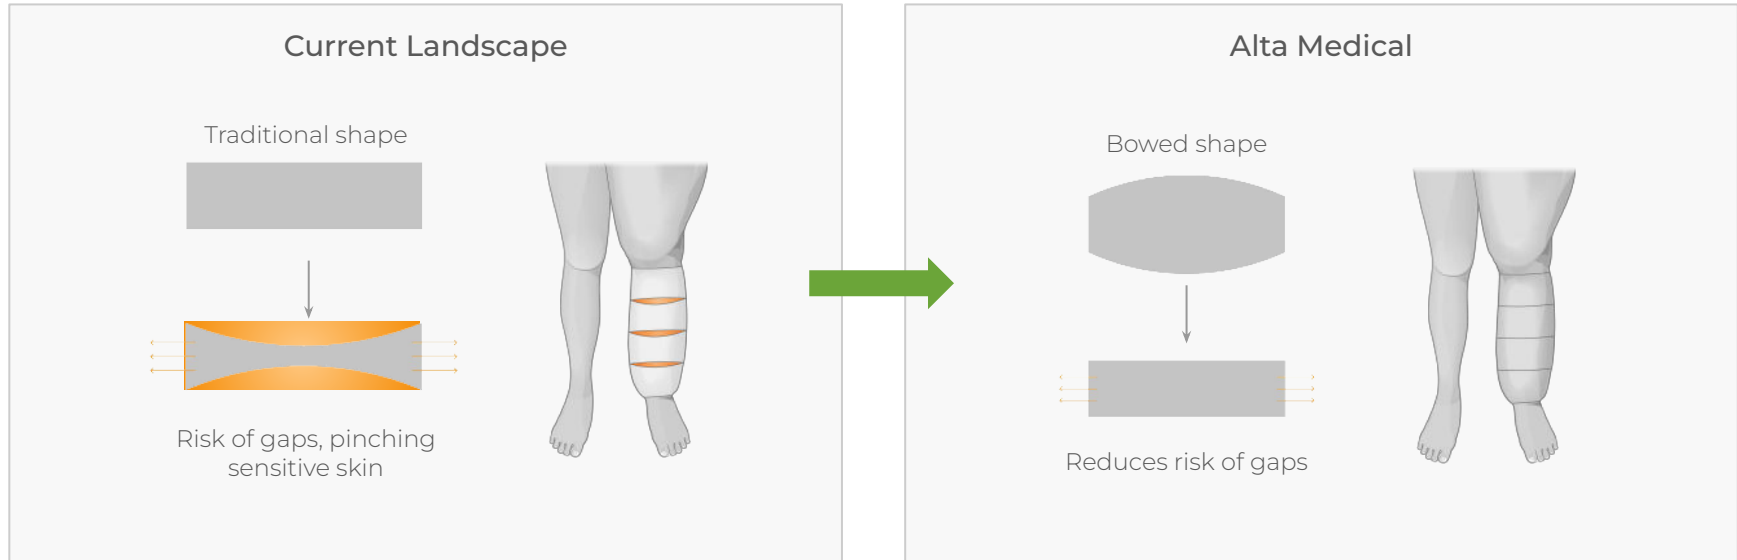 Current Landscape
Traditional shape
Risk of gaps, pinching
sensitive skin
Alta Medical
Bowed shape
Reduces risk of gaps